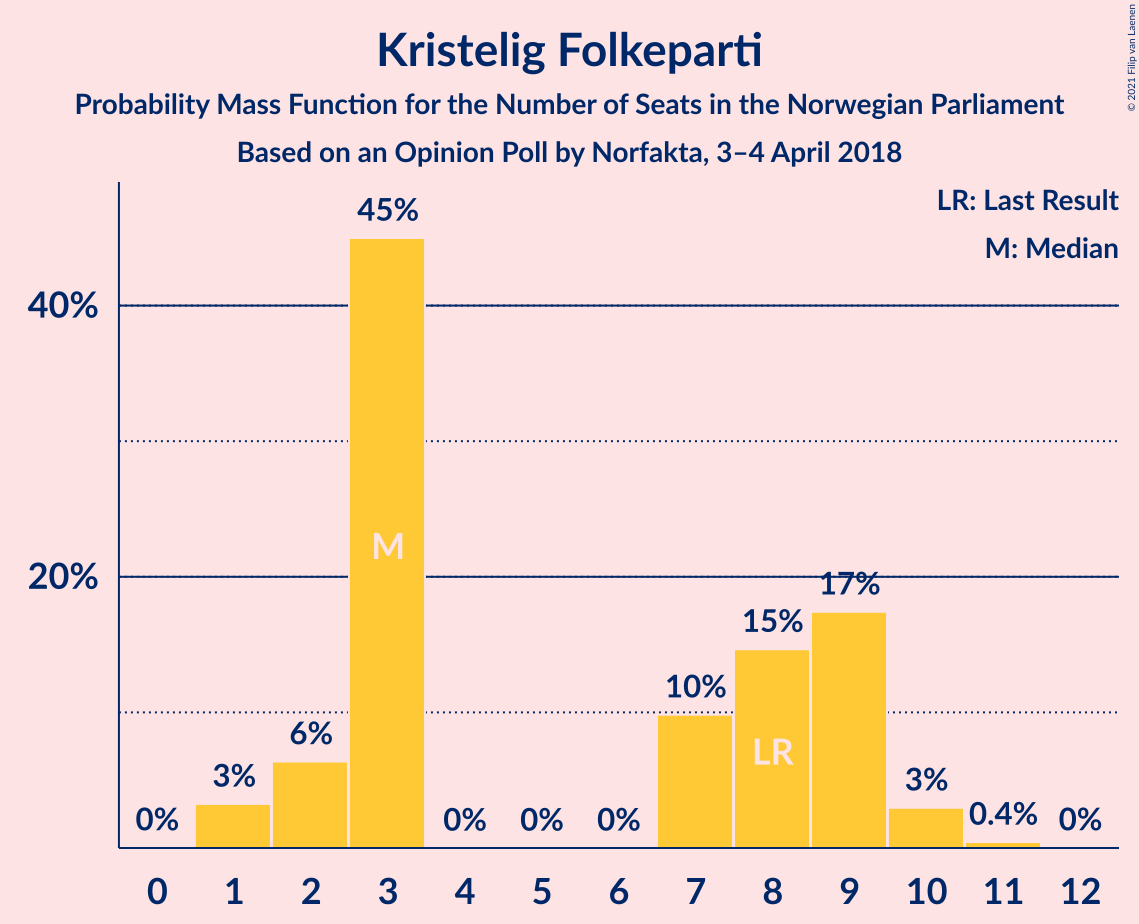 Kristelig Folkeparti
Probability Mass Function for the Number of Seats in the Norwegian Parliament
Based on an Opinion Poll by Norfakta, 3–4 April 2018
© 2021 Filip van Laenen
LR: Last Result
M: Median
40%
20%
0%
3%
6%
45%
M
0%
0%
0%
10%
15%
LR
17%
3%
0.4%
0%
0 1 2 3 4 5 6 7 8 9 10 11 12